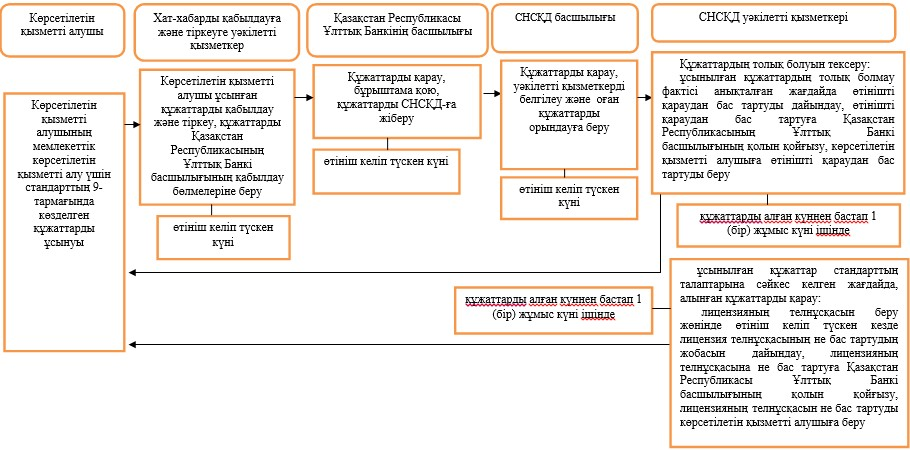 Көрсетілетін
қызметті алушы
Хат-хабарды қабылдауға
және тіркеуге уәкілетті
қызметкер
Қазақстан Республикасы
Ұлттық Банкінің басшылығы
СНСҚД басшылығы
СНСҚД уәкілетті қызметкері
Көрсетілетін
қызметті
алушының
мемлекеттік
көрсетілетін
қызметті алу үшін
стандарттың 9-
тармағында
көзделген
құжаттарды
ұсынуы
Көрсетілетін қызметті
алушы ұсынған
құжаттарды қабылдау
және тіркеу, құжаттарды
Қазақстан
Республикасының
Ұлттық Банкі
басшылығының қабылдау
бөлмелеріне беру
өтініш келіп түскен
күні
Құжаттарды қарау,
бұрыштама қою,
құжаттарды СНСҚД-ға
жіберу
өтініш келіп түскен күні
Құжаттарды қарау,
уәкілетті қызметкерді
белгілеу және оған
құжаттарды
орындауға беру
өтініш келіп түскен
күні
Құжаттардың толық болуын тексеру:
ұсынылған құжаттардың толық болмау
фактісі анықталған жағдайда өтінішті
қараудан бас тартуды дайындау, өтінішті
қараудан бас тартуға Қазақстан
Республикасының Ұлттық Банкі
басшылығының қолын қойғызу, көрсетілетін
қызметті алушыға өтінішті қараудан бас
тартуды беру
құжаттарды алған күннен бастап 1
(бір) жұмыс күні ішінде
құжаттарды алған күннен бастап 1
(бір) жұмыс күні ішінде
ұсынылған құжаттар стандарттың
талаптарына сәйкес келген жағдайда,
алынған құжаттарды қарау:
лицензияның телнұсқасын беру
жөнінде өтініш келіп түскен кезде
лицензия телнұсқасының не бас тартудың
жобасын дайындау, лицензияның
телнұсқасына не бас тартуға Қазақстан
Республикасы Ұлттық Банкі
басшылығының қолын қойғызу,
лицензияның телнұсқасын не бас тартуды
көрсетілетін қызметті алушыға беру